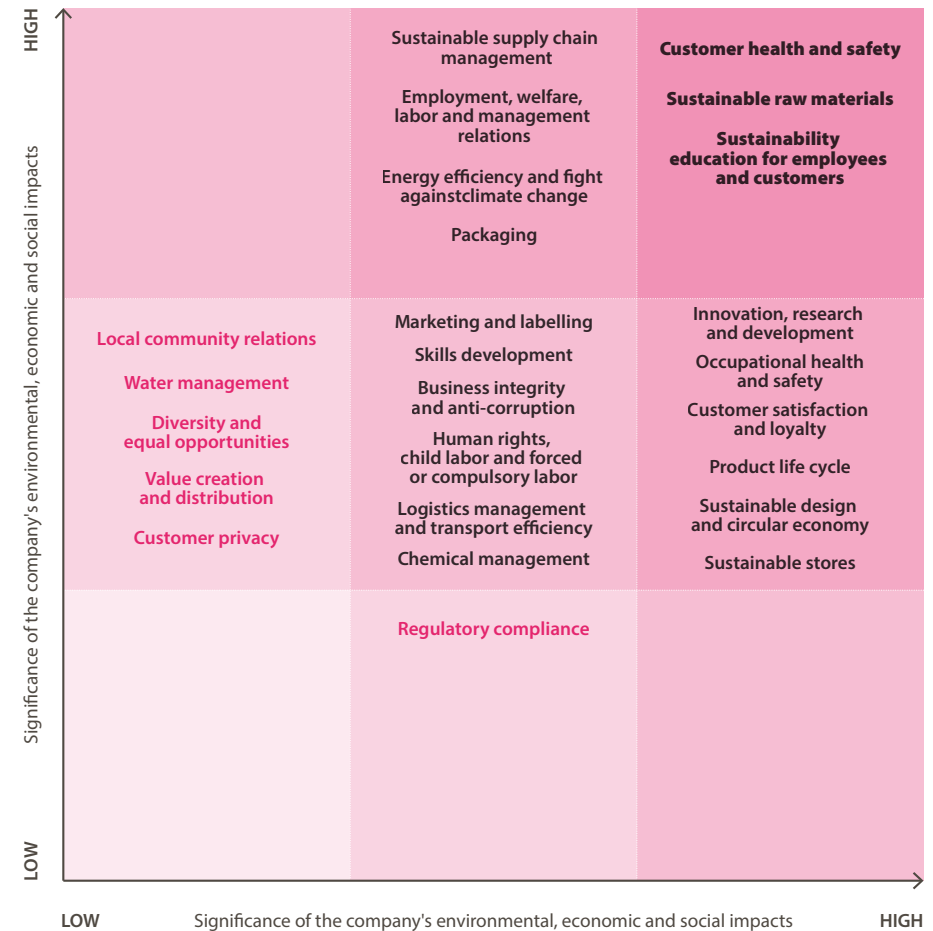 HIGH
Significance of the company's environmental, economic and social impacts
LOW
Sustainable supply chain
management
Employment, welfare,
labor and management
relations
Energy efficiency and fight
againstclimate change
Packaging
Customer health and safety
Sustainable raw materials
Sustainability
education for employees
and customers
Local community relations
Water management
Diversity and
equal opportunities
Value creation
and distribution
Customer privacy
Marketing and labelling
Skills development
Business integrity
and anti-corruption
Human rights,
child labor and forced
or compulsory labor
Logistics management
and transport efficiency
Chemical management
Innovation, research
and development
Occupational health
and safety
Customer satisfaction
and loyalty
Product life cycle
Sustainable design
and circular economy
Sustainable stores
Regulatory compliance
LOW
Significance of the company's environmental, economic and social impacts
HIGH